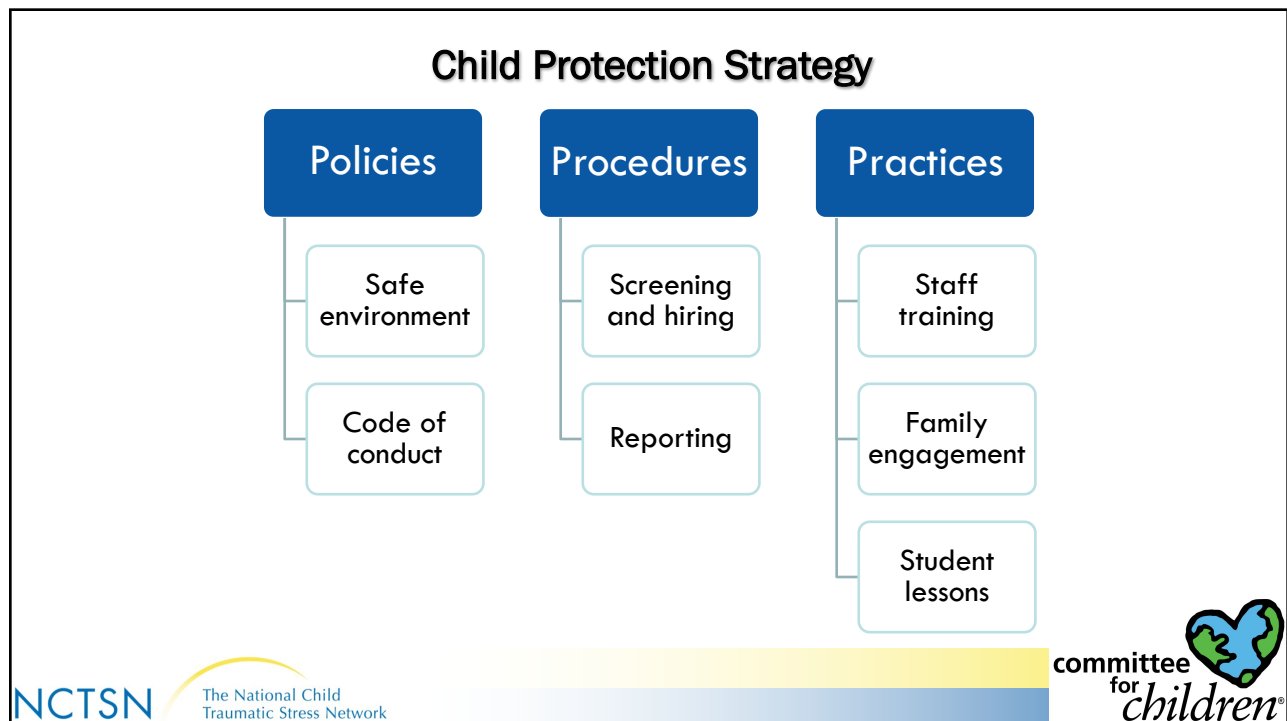 Child Protection Strategy
Policies
Safe
environment
Code of
conduct
Procedures
Screening
and hiring
Reporting
Practices
Staff
training
Family
engagement
Student
lessons
NCTSN
The National Child
Traumatic Stress Network
committee
for
children®